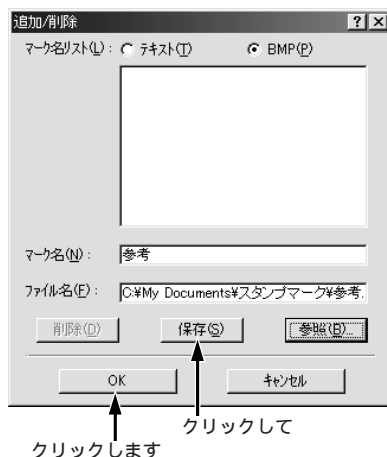 追加/削除
マーク名リスト(L): テキスト(T) BMP(P)
マーク名(N): 参考
ファイル名(F): C:¥My Documents¥スタンプマーク¥参考.
削除(D) 保存(S) 参照(B)...
OK キャンセル
クリックして
クリックします